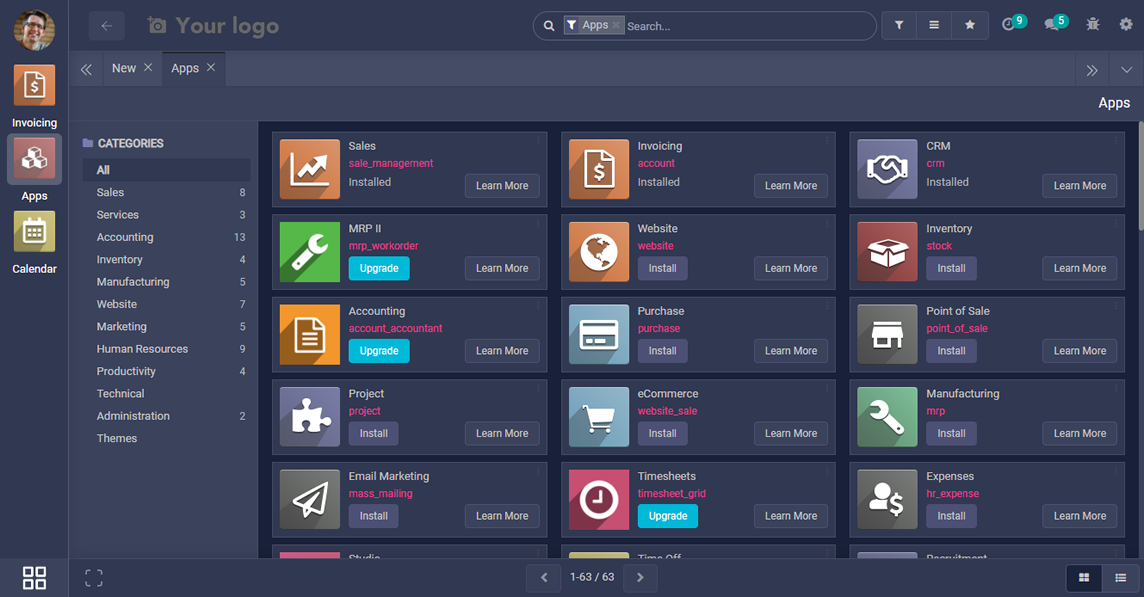 Your logo
Apps
Search...
9
5
New
Apps
Apps
Invoicing
Apps
Calendar
CATEGORIES
All
Sales 8
Services 3
Accounting 13
Inventory 4
Manufacturing 5
Website 7
Marketing 5
Human Resources 9
Productivity 4
Technical
Administration 2
Themes
Sales
sale_management
Installed
Learn More
Invoicing
account
Installed
Learn More
CRM
crm
Installed
Learn More
MRP II
mrp_workorder
Upgrade
Learn More
Website
website
Install
Learn More
Inventory
stock
Install
Learn More
Accounting
account_accountant
Upgrade
Learn More
Purchase
purchase
Install
Learn More
Point of Sale
point_of_sale
Install
Learn More
Project
project
Install
Learn More
eCommerce
website_sale
Install
Learn More
Manufacturing
mrp
Install
Learn More
Email Marketing
mass_mailing
Install
Learn More
Timesheets
timesheet_grid
Upgrade
Learn More
Expenses
hr_expense
Install
Learn More
Studio
Time Off
Recruitment
1-63 / 63